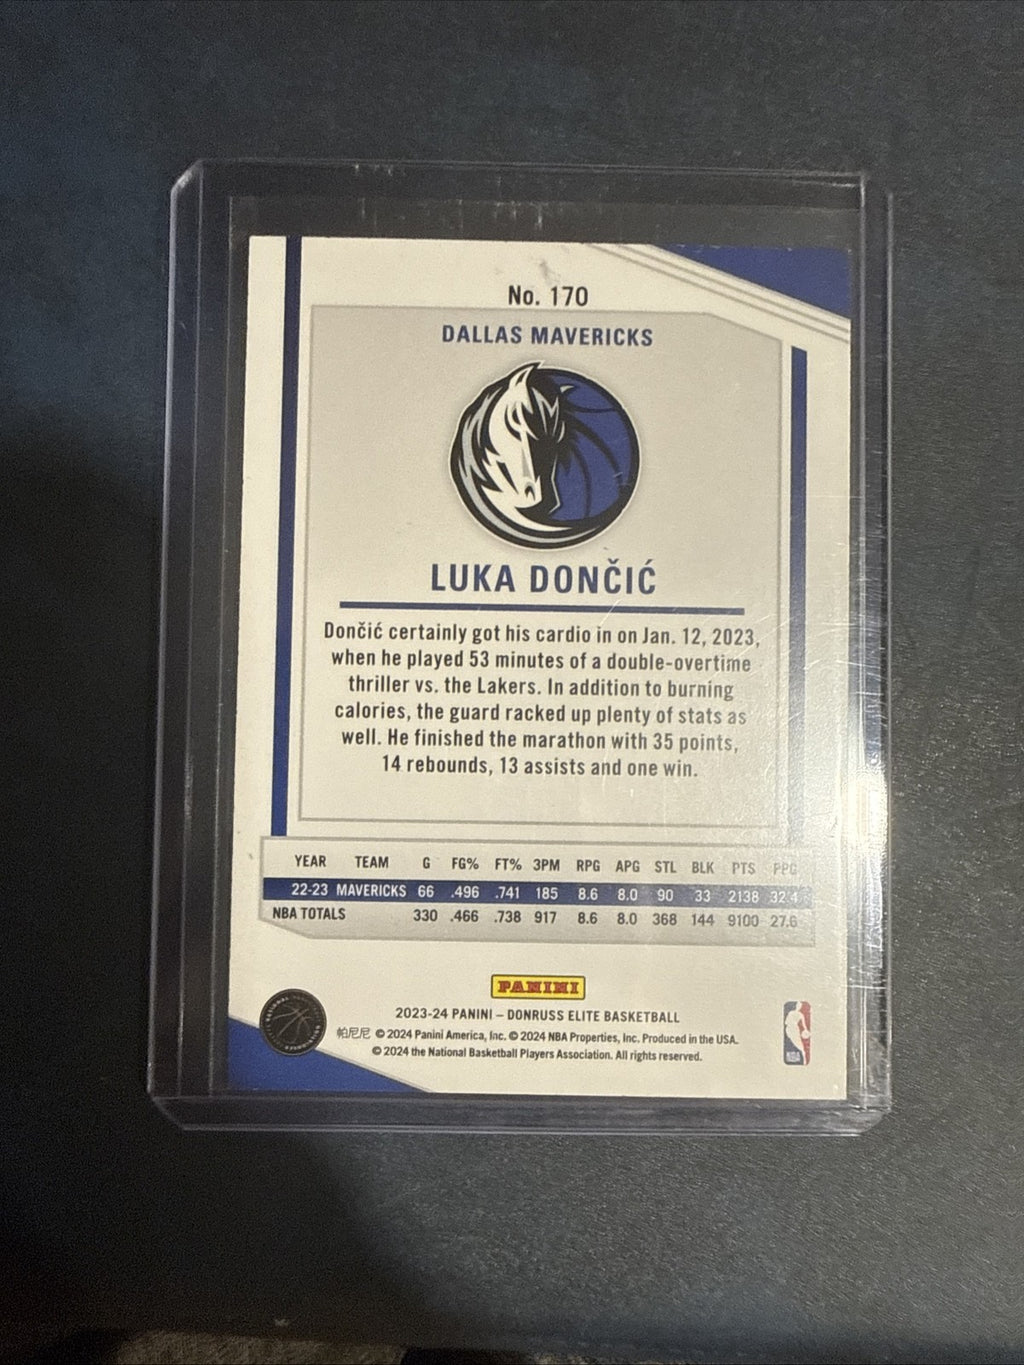 No. 170
DALLAS MAVERICKS
LUKA DONČIĆ
Dončić certainly got his cardio in on Jan. 12, 2023,
when he played 53 minutes of a double-overtime
thriller vs. the Lakers. In addition to burning
calories, the guard racked up plenty of stats as
well. He finished the marathon with 35 points,
14 rebounds, 13 assists and one win.
YEAR TEAM G FG% FT% 3PM RPG APG STL BLK PTS PPG
22-23 MAVERICKS 66 .496 .741 185 8.6 8.0 90 33 2138 32.4
NBA TOTALS 330 .466 .738 917 8.6 8.0 368 144 9100 27.6
PANINI
2023-24 PANINI – DONRUSS ELITE BASKETBALL
帕尼尼 © 2024 Panini America, Inc. © 2024 NBA Properties, Inc. Produced in the USA.
© 2024 the National Basketball Players Association. All rights reserved.
NBA